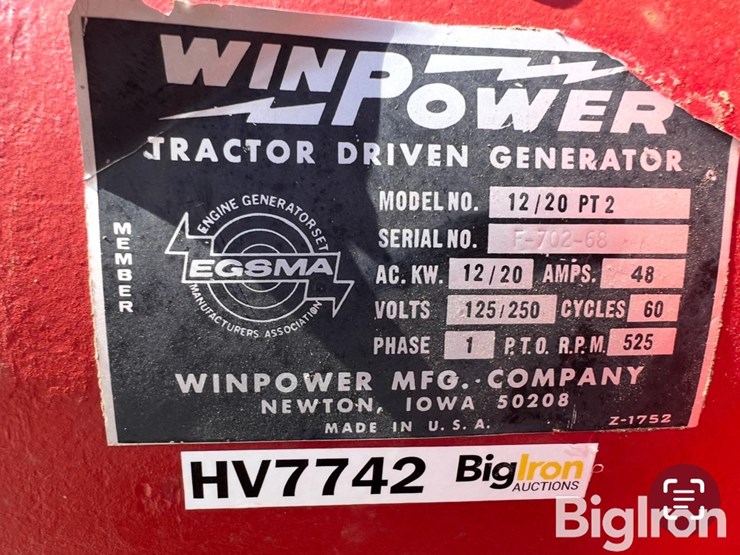 WINPOWER
TRACTOR DRIVEN GENERATOR
MEMBER
ENGINE GENERATOR SET
EGSMA
MANUFACTURERS ASSOCIATION
MODEL NO. 12/20 PT 2
SERIAL NO. F-702-68
AC. KW. 12/20 AMPS. 48
VOLTS 125/250 CYCLES 60
PHASE 1 P.T.O. R.P.M. 525
WINPOWER MFG. COMPANY
NEWTON, IOWA 50208
MADE IN U.S.A.
Z-1752
HV7742 BigIron
AUCTIONS
BigIron